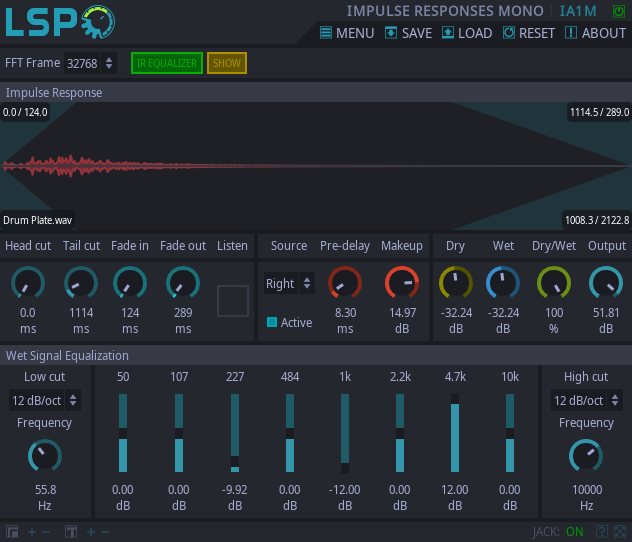 LSP IMPULSE RESPONSES MONO IA1M
MENU SAVE LOAD RESET ABOUT
FFT Frame 32768 IR EQUALIZER SHOW
Impulse Response
0.0 / 124.0 1114.5 / 289.0
Drum Plate.wav 1008.3 / 2122.8
Head cut Tail cut Fade in Fade out Listen Source Pre-delay Makeup Dry Wet Dry/Wet Output
Right
0.0 1114 124 289 Active 8.30 14.97 -32.24 -32.24 100 51.81
ms ms ms ms ms dB dB dB % dB
Wet Signal Equalization
Low cut 50 107 227 484 1k 2.2k 4.7k 10k High cut
12 dB/oct 12 dB/oct
Frequency Frequency
55.8 0.00 0.00 -9.92 0.00 -12.00 0.00 12.00 0.00 10000
Hz dB dB dB dB dB dB dB dB Hz
JACK: ON